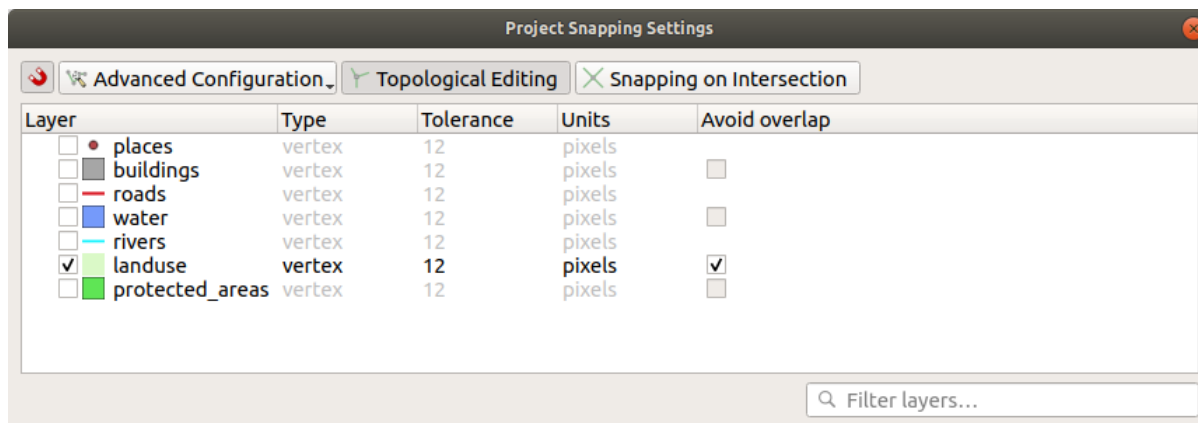 Project Snapping Settings
Advanced Configuration Topological Editing Snapping on Intersection
Layer Type Tolerance Units Avoid overlap
places vertex 12 pixels
buildings vertex 12 pixels
roads vertex 12 pixels
water vertex 12 pixels
rivers vertex 12 pixels
landuse vertex 12 pixels
protected_areas vertex 12 pixels
Filter layers...